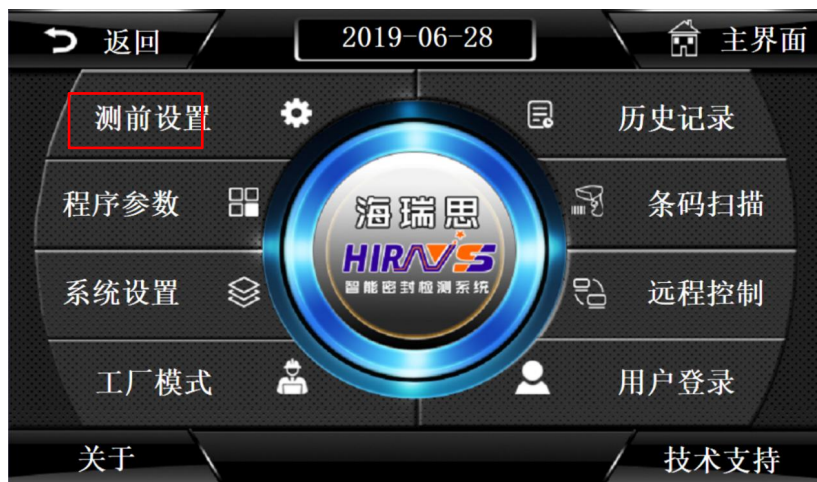 返回
2019-06-28
主界面
测前设置
历史记录
程序参数
条码扫描
海瑞思
HIRAYS
智能密封检测系统
系统设置
远程控制
工厂模式
用户登录
关于
技术支持